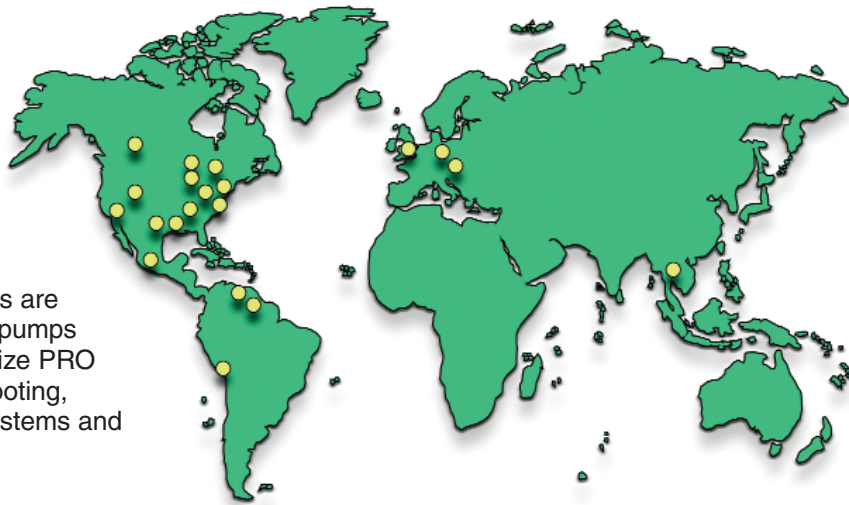 s are
pumps
ize PRO
ooting,
stems and